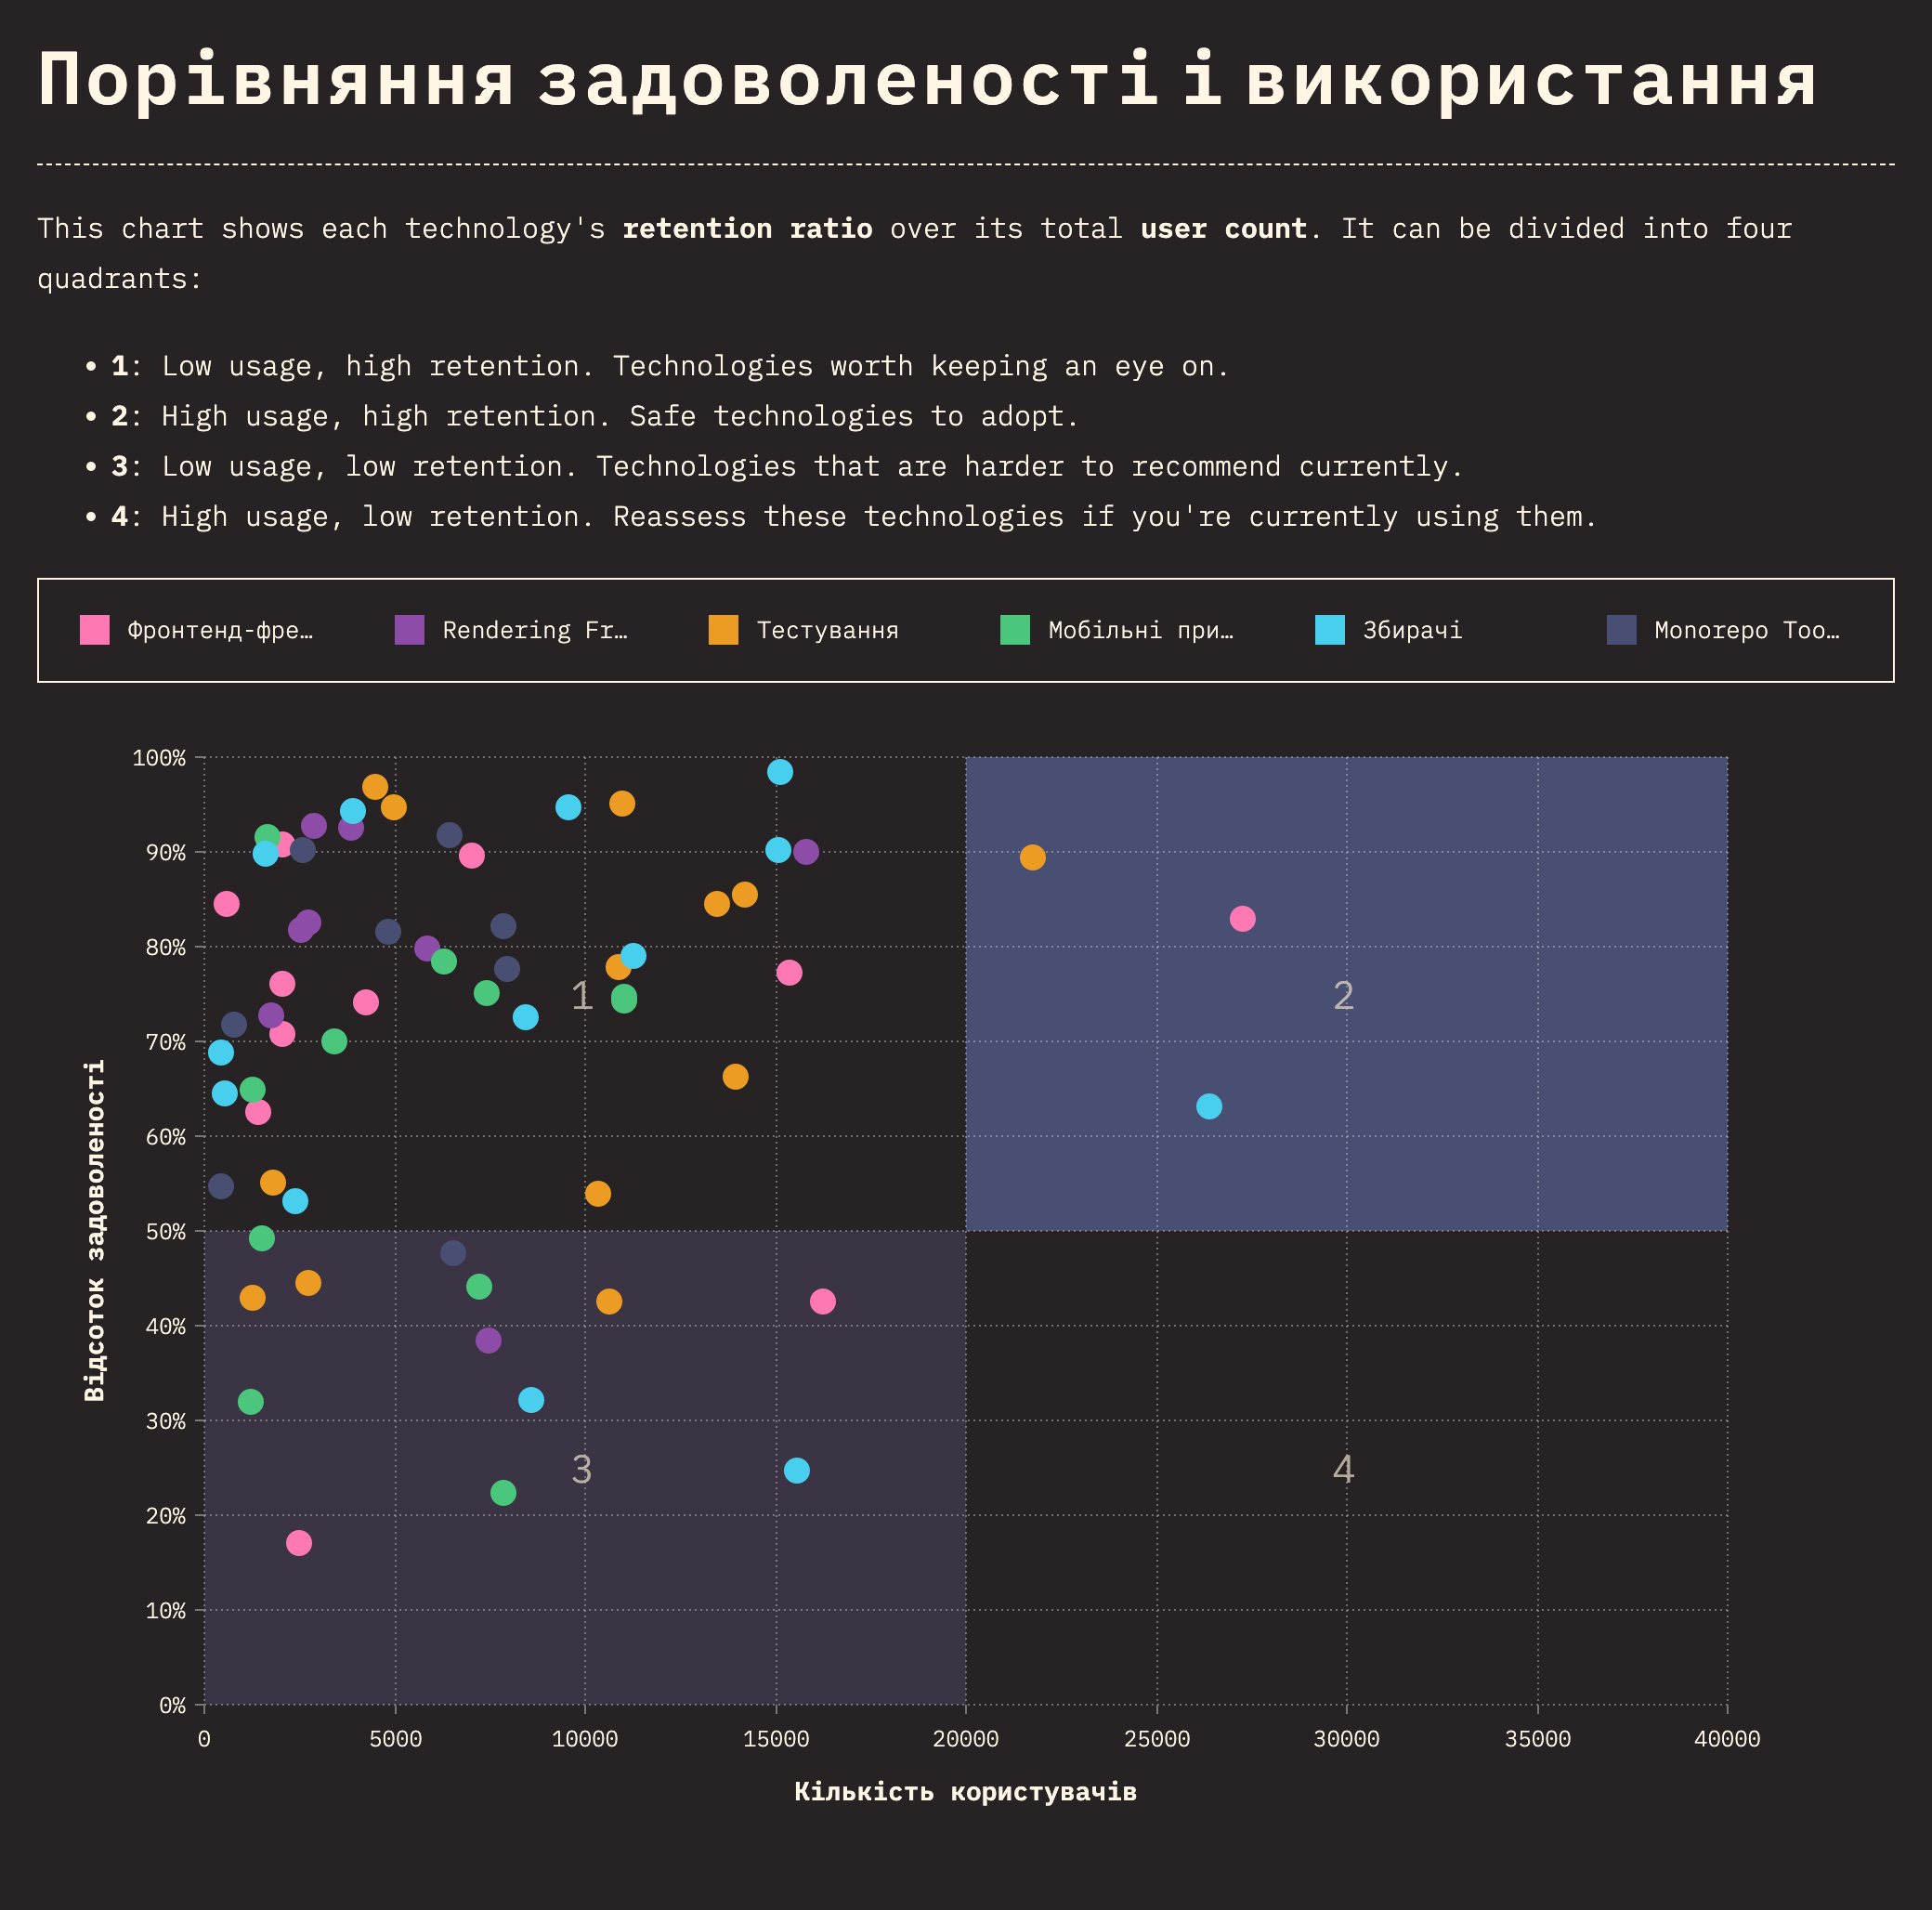 Порівняння задоволеності і використання
This chart shows each technology's retention ratio over its total user count. It can be divided into four
quadrants:
• 1: Low usage, high retention. Technologies worth keeping an eye on.
• 2: High usage, high retention. Safe technologies to adopt.
• 3: Low usage, low retention. Technologies that are harder to recommend currently.
• 4: High usage, low retention. Reassess these technologies if you're currently using them.
Фронтенд-фре… Rendering Fr… Тестування Мобільні при… Збирачі Monorepo Too…
100%
90%
80%
1 2
70%
60%
Відсоток задоволеності
50%
40%
30%
3 4
20%
10%
0%
0 5000 10000 15000 20000 25000 30000 35000 40000
Кількість користувачів